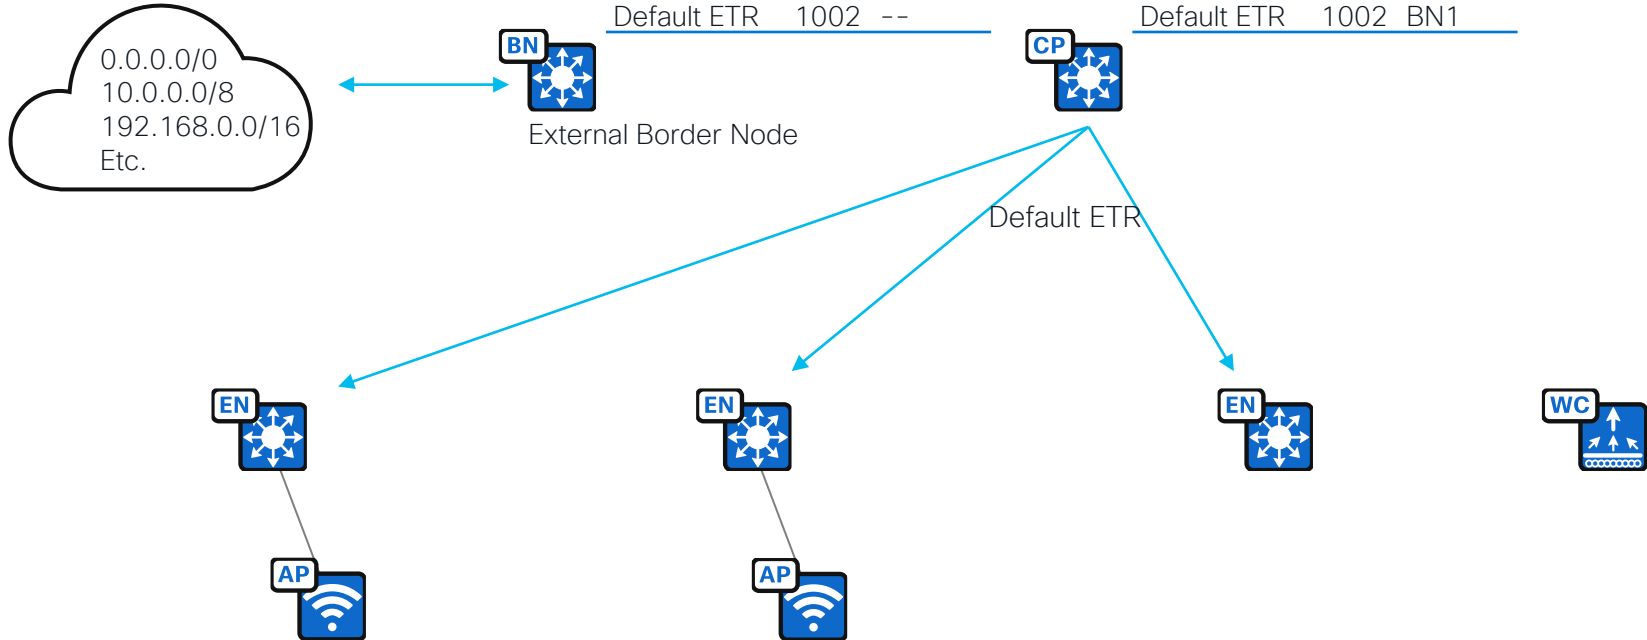 Default ETR 1002 --
Default ETR 1002 BN1
BN
CP
0.0.0.0/0
10.0.0.0/8
192.168.0.0/16
Etc.
External Border Node
Default ETR
EN
EN
EN
WC
AP
AP